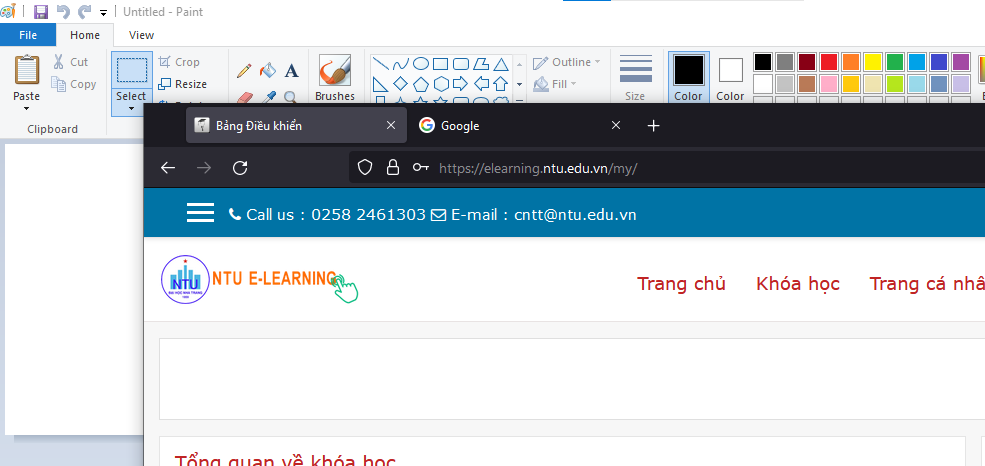 Untitled - Paint
File Home View
Cut
Copy
Paste
Clipboard
Select
Crop
Resize
Brushes
Outline
Fill
Size
Color
Color
Bảng Điều khiển
Google
https://elearning.ntu.edu.vn/my/
Call us : 0258 2461303 E-mail : cntt@ntu.edu.vn
NTU
NTU E-LEARNING
Trang chủ Khóa học Trang cá nhâ
Tổng quan về khóa học